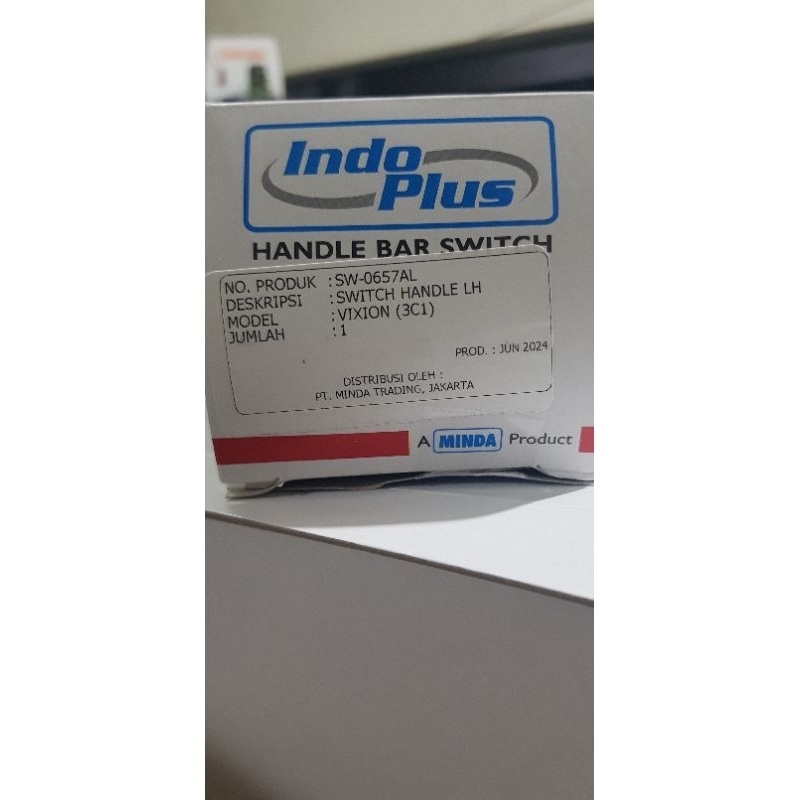 Indo
Plus
HANDLE BAR SWITCH
NO. PRODUK : SW-0657AL
DESKRIPSI : SWITCH HANDLE LH
MODEL : VIXION (3C1)
JUMLAH : 1
PROD. : JUN 2024
DISTRIBUSI OLEH :
PT. MINDA TRADING, JAKARTA
A MINDA Product